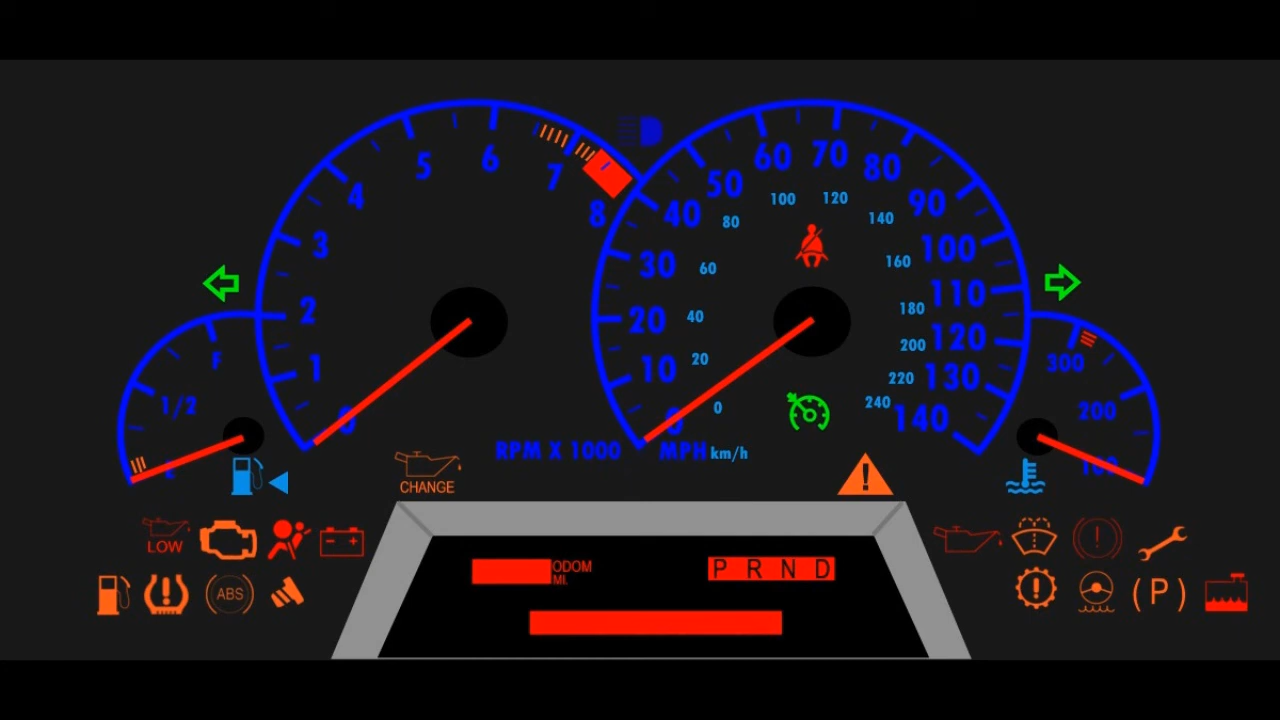 0 1 2 3 4 5 6 7 8
RPM X 1000
0 10 20 30 40 50 60 70 80 90 100 110 120 130 140
MPH
0 20 40 60 80 100 120 140 160 180 200 220 240
km/h
F
1/2
E
300
200
100
CHANGE
!
LOW
ABS
!
!
!
(P)
ODOM
MI.
P R N D